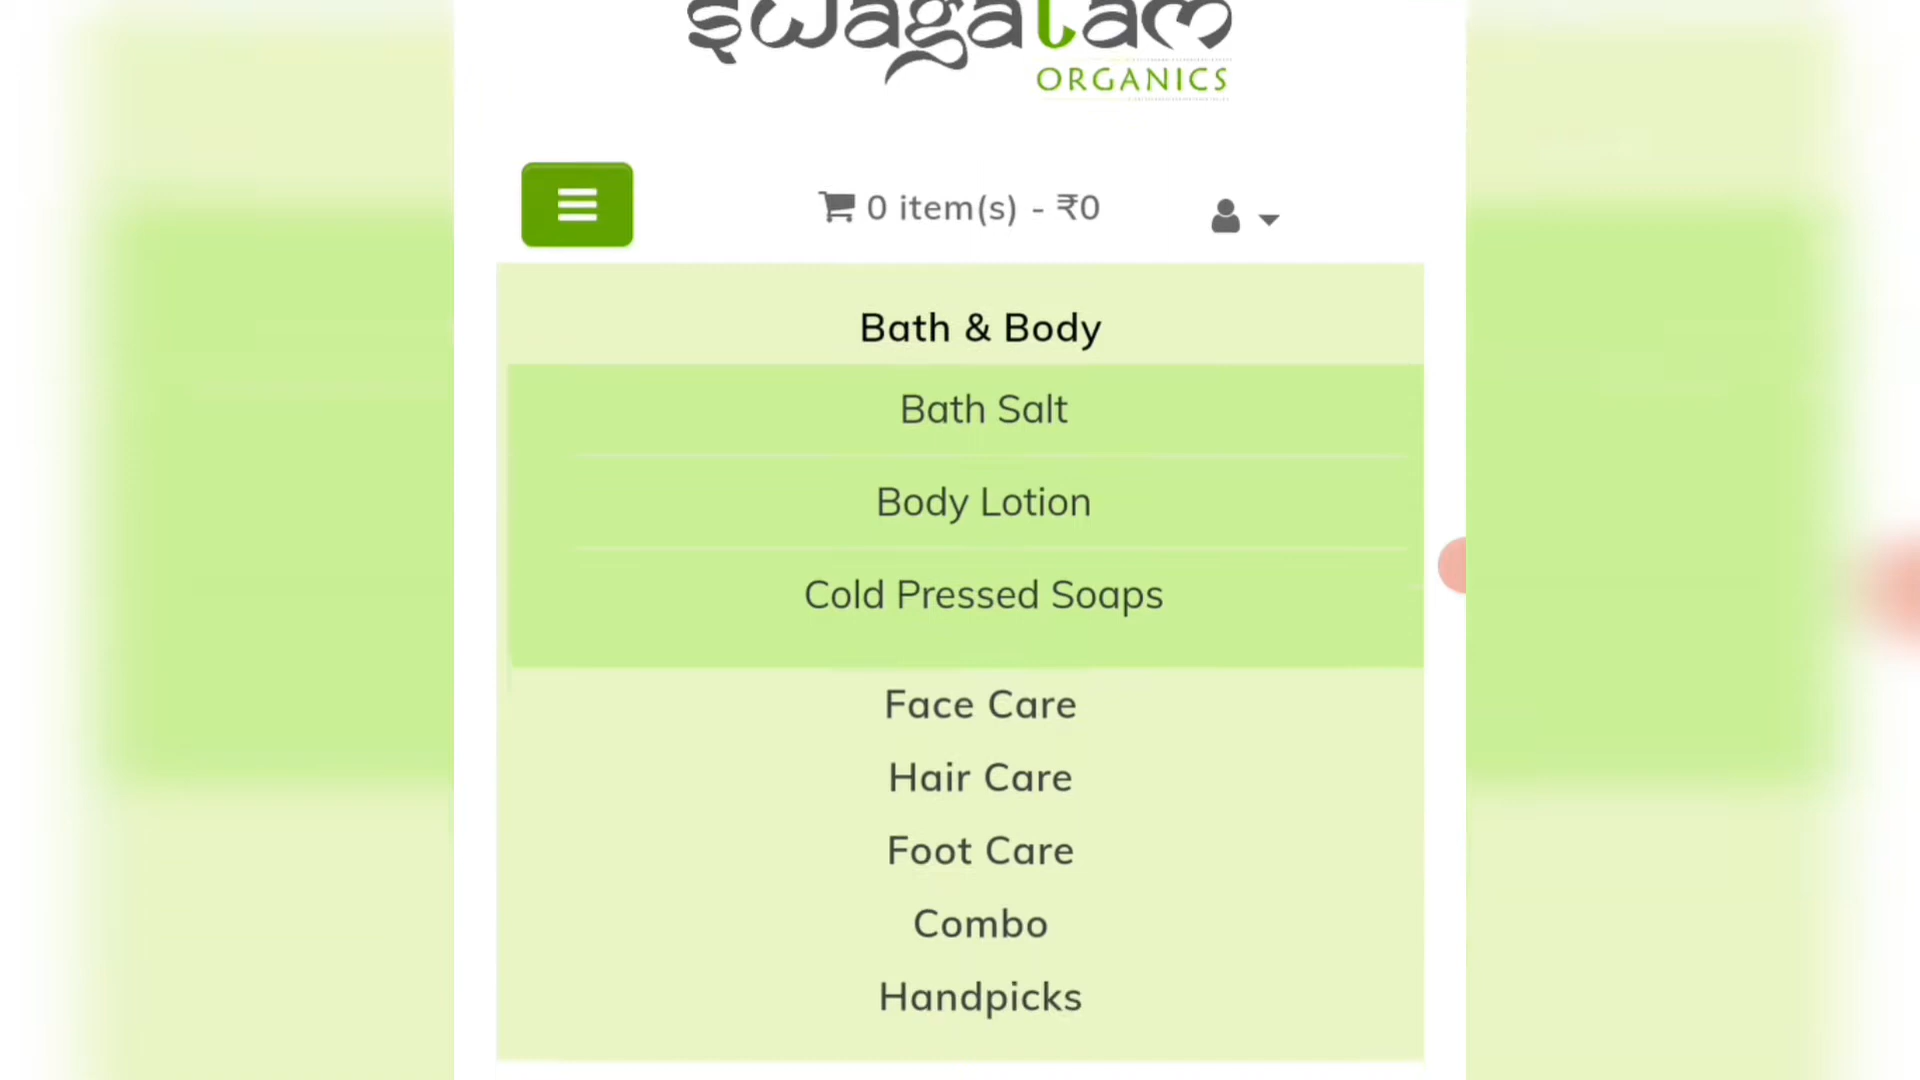 swagatam
ORGANICS
0 item(s) - ₹0
Bath & Body
Bath Salt
Body Lotion
Cold Pressed Soaps
Face Care
Hair Care
Foot Care
Combo
Handpicks